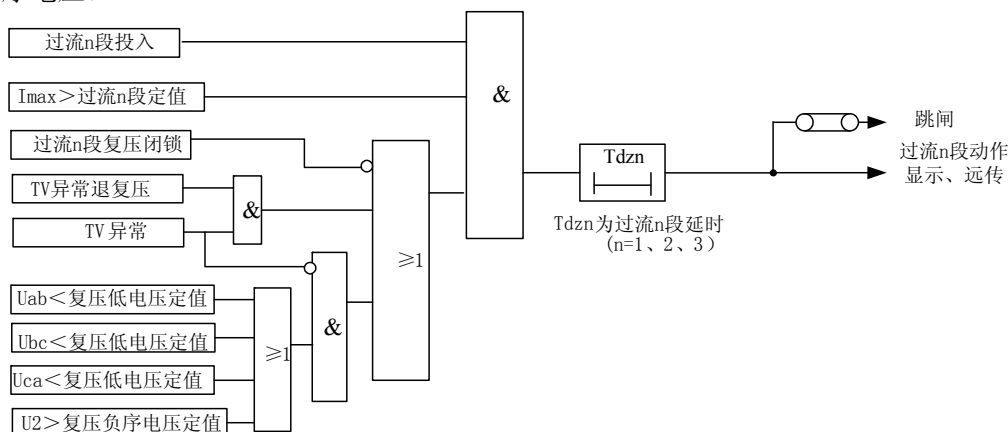 过流n段投入
Imax＞过流n段定值
过流n段复压闭锁
TV异常退复压
TV异常
Uab＜复压低电压定值
Ubc＜复压低电压定值
Uca＜复压低电压定值
U2＞复压负序电压定值
&
≥1
&
≥1
&
Tdzn
Tdzn为过流n段延时
(n=1、2、3）
跳闸
过流n段动作
显示、远传